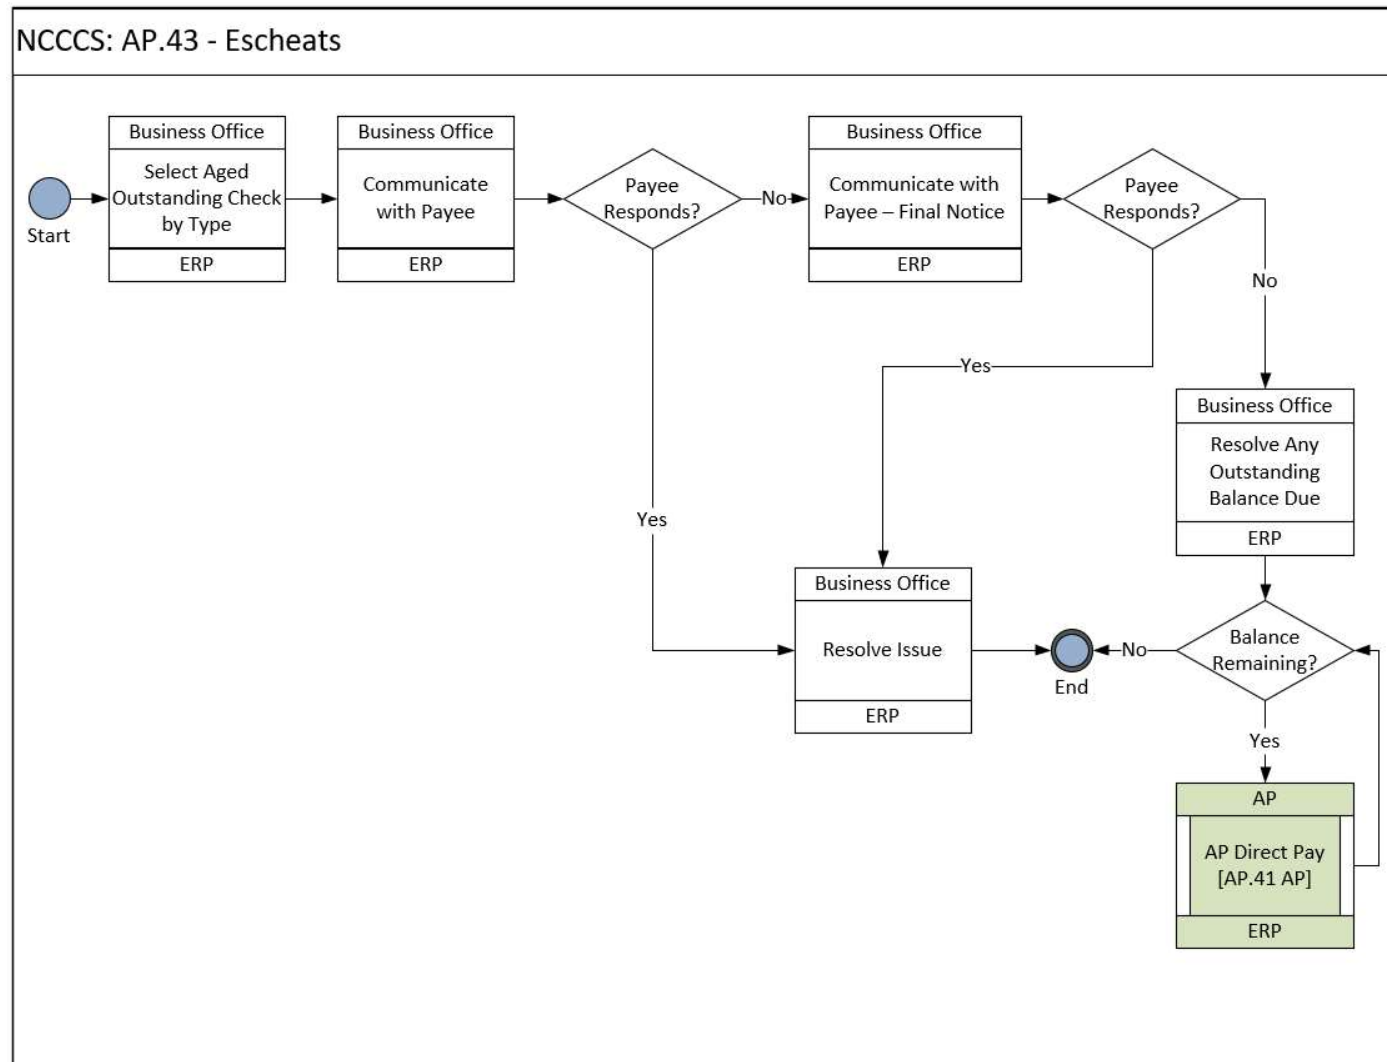 NCCCS: AP.43 - Escheats
Start
Business Office
Select Aged
Outstanding Check
by Type
ERP
Business Office
Communicate
with Payee
ERP
Payee
Responds?
No
Yes
Business Office
Communicate with
Payee – Final Notice
ERP
Payee
Responds?
No
Yes
Business Office
Resolve Any
Outstanding
Balance Due
ERP
Business Office
Resolve Issue
ERP
End
No
Balance
Remaining?
Yes
AP
AP Direct Pay
[AP.41 AP]
ERP